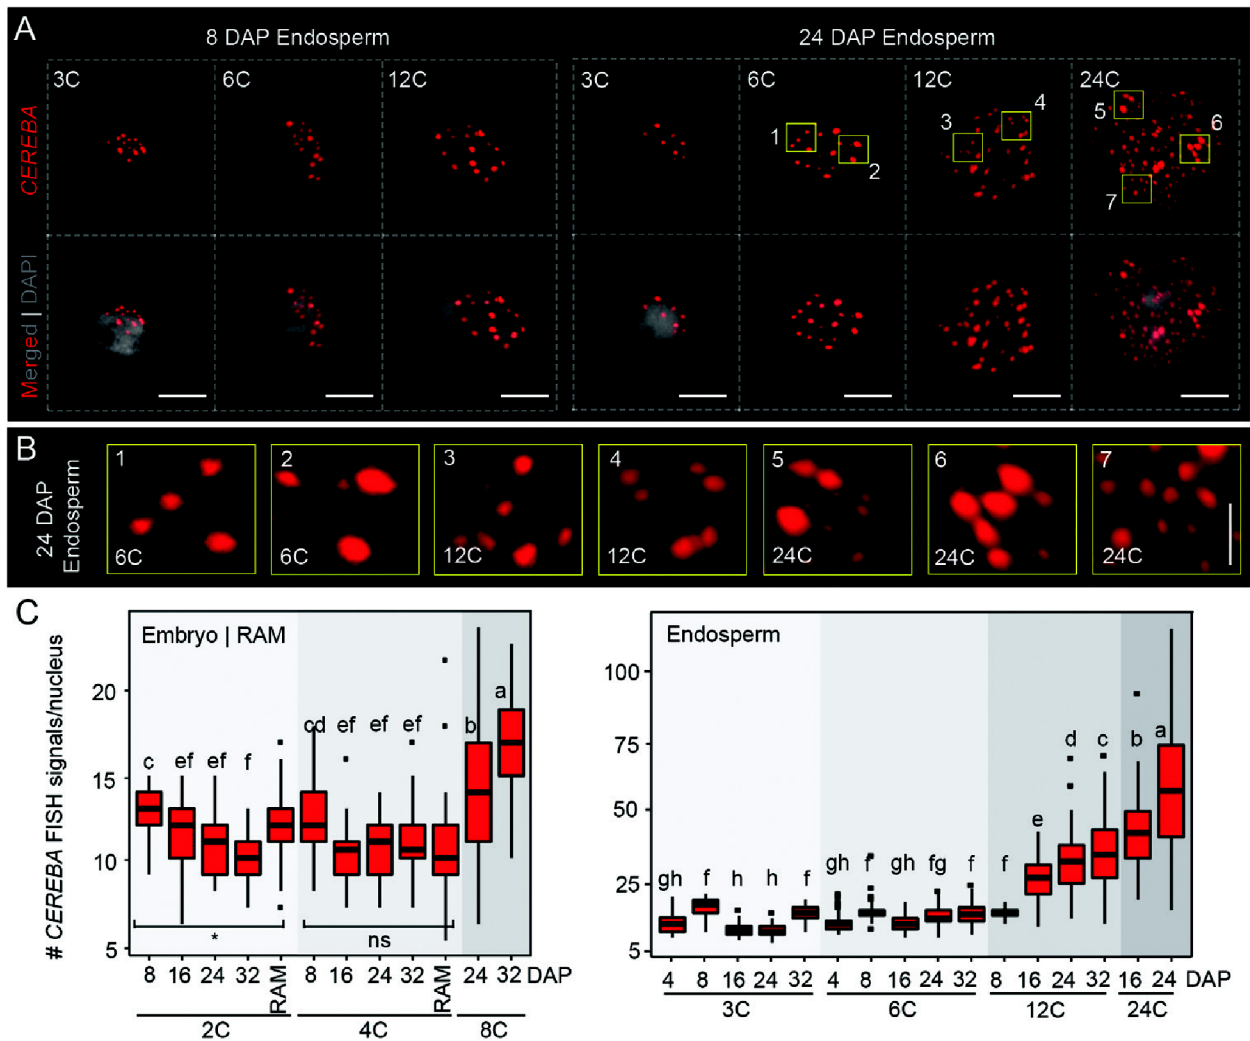 A
8 DAP Endosperm
24 DAP Endosperm
3C 6C 12C 3C 6C 12C 24C
CEREBA
1 2 3 4 5 6 7
Merged | DAPI
B
24 DAP
Endosperm
1 2 3 4 5 6 7
6C 6C 12C 12C 24C 24C 24C
C
# CEREBA FISH signals/nucleus
Embryo | RAM
20
15
10
5
c ef ef f cd ef ef ef b a
* ns
8 16 24 32 RAM 8 16 24 32 RAM 24 32 DAP
2C 4C 8C
Endosperm
100
75
50
25
5
gh f h h f gh f gh fg f f e d c b a
4 8 16 24 32 4 8 16 24 32 8 16 24 32 16 24 DAP
3C 6C 12C 24C